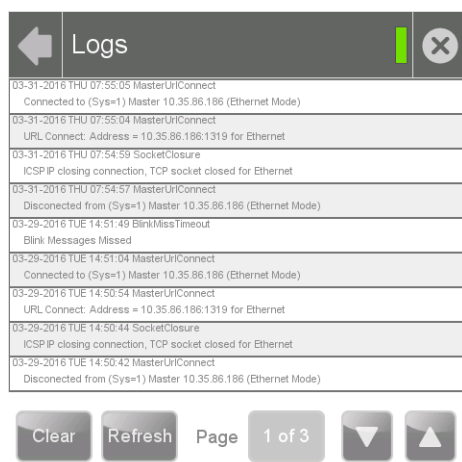 Logs
03-31-2016 THU 07:55:05 MasterUrlConnect
Connected to (Sys=1) Master 10.35.86.186 (Ethernet Mode)
03-31-2016 THU 07:55:04 MasterUrlConnect
URL Connect: Address = 10.35.86.186:1319 for Ethernet
03-31-2016 THU 07:54:59 SocketClosure
ICSP IP closing connection, TCP socket closed for Ethernet
03-31-2016 THU 07:54:57 MasterUrlConnect
Disconected from (Sys=1) Master 10.35.86.186 (Ethernet Mode)
03-29-2016 TUE 14:51:49 BlinkMissTimeout
Blink Messages Missed
03-29-2016 TUE 14:51:04 MasterUrlConnect
Connected to (Sys=1) Master 10.35.86.186 (Ethernet Mode)
03-29-2016 TUE 14:50:54 MasterUrlConnect
URL Connect: Address = 10.35.86.186:1319 for Ethernet
03-29-2016 TUE 14:50:44 SocketClosure
ICSP IP closing connection, TCP socket closed for Ethernet
03-29-2016 TUE 14:50:42 MasterUrlConnect
Disconected from (Sys=1) Master 10.35.86.186 (Ethernet Mode)
Clear Refresh Page 1 of 3